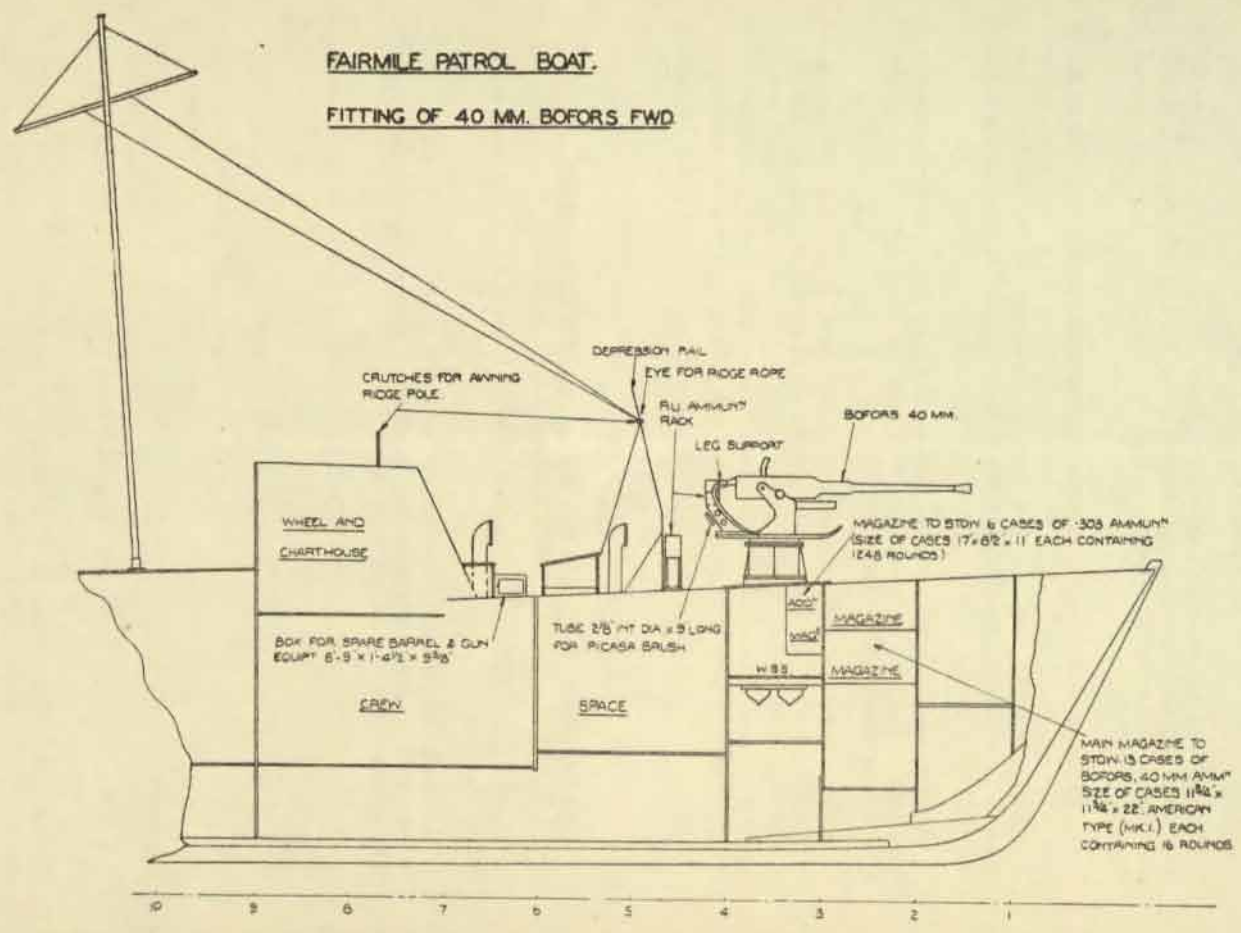 FAIRMILE PATROL BOAT.
FITTING OF 40 MM. BOFORS FWD
DEPRESSION RAIL
EYE FOR RIDGE ROPE
CRUTCHES FOR AWNING
RIDGE POLE
R.U. AMMUNᴺ
RACK
BOFORS 40 MM.
LEG SUPPORT
WHEEL AND
CHARTHOUSE
MAGAZINE TO STOW 6 CASES OF .303 AMMUNᴺ
(SIZE OF CASES 17" x 8½" x 11" EACH CONTAINING
1248 ROUNDS)
BOX FOR SPARE BARREL & GUN
EQUIPT 8'-9" x 1'-4½" x 9⅜"
TUBE 2⅛" INT DIA x 9" LONG
FOR PICASA BRUSH
ADDᴸ
MAGᴱ
MAGAZINE
MAGAZINE
CREW
SPACE
MAIN MAGAZINE TO
STOW 13 CASES OF
BOFORS, 40 MM AMMᴺ
SIZE OF CASES 11¾" x
11¾" x 22" AMERICAN
TYPE (MK.I.) EACH
CONTAINING 16 ROUNDS
10 9 8 7 6 5 4 3 2 1